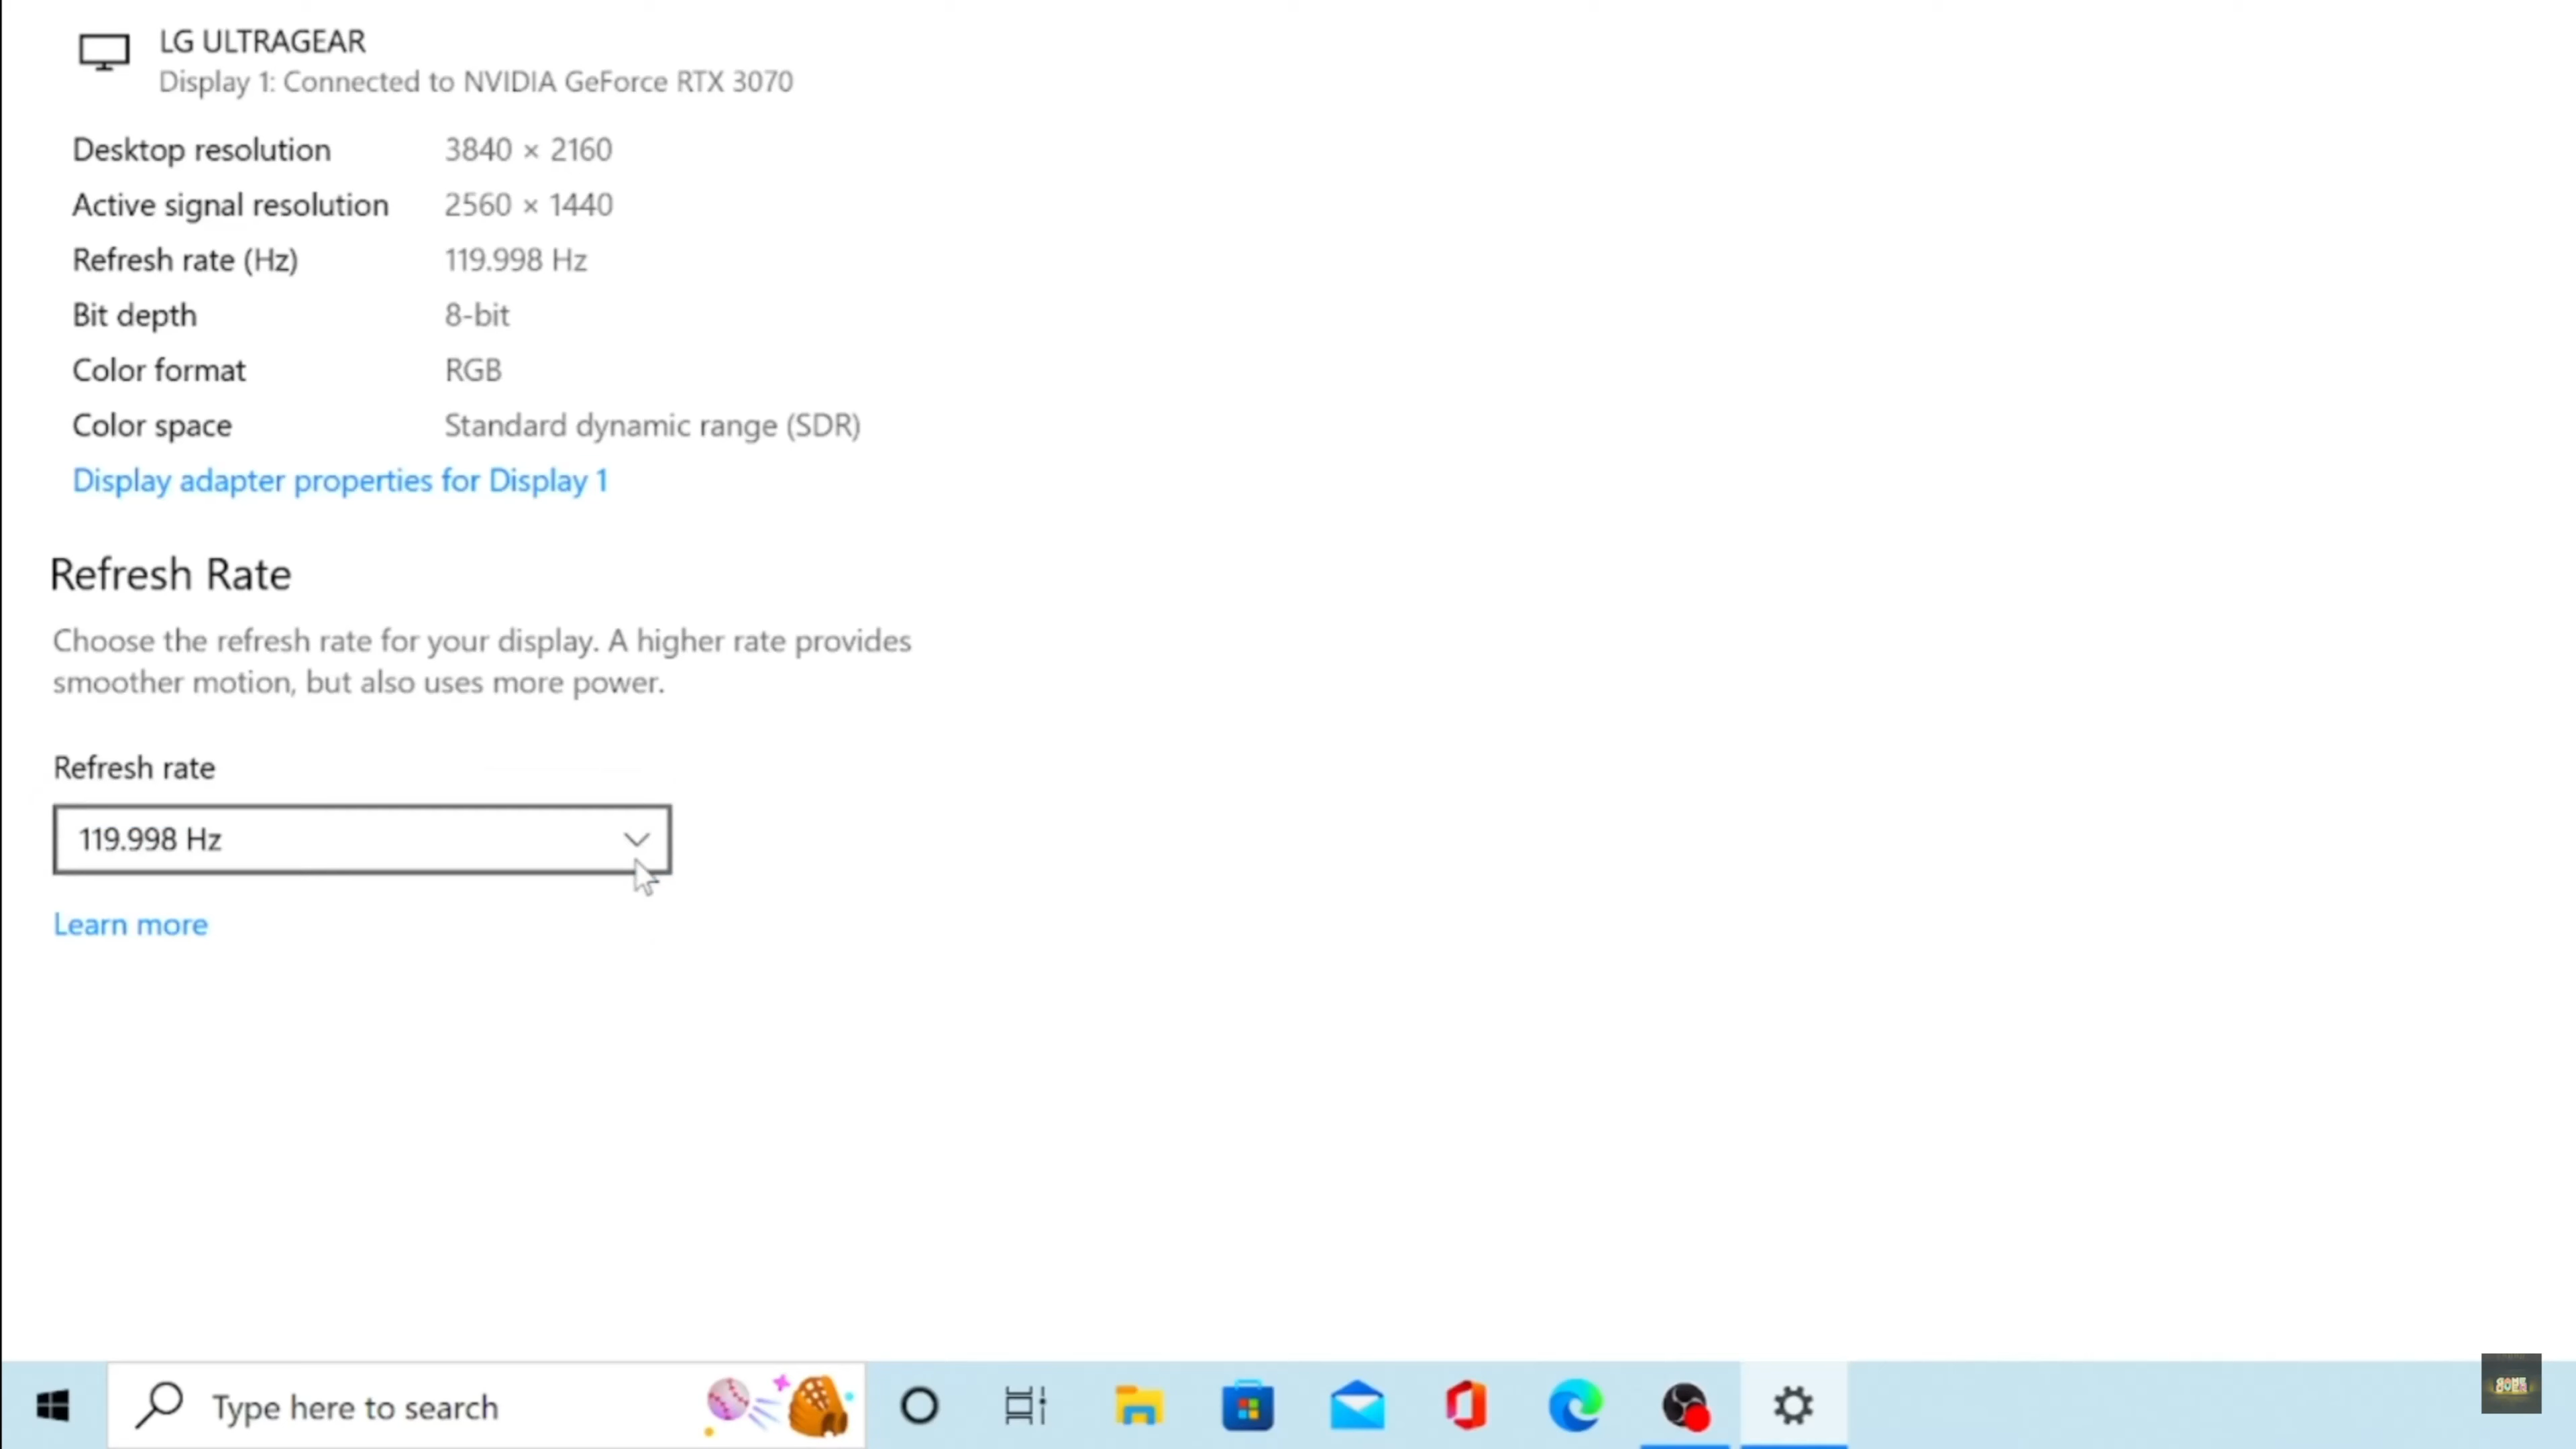 LG ULTRAGEAR
Display 1: Connected to NVIDIA GeForce RTX 3070
Desktop resolution 3840 × 2160
Active signal resolution 2560 × 1440
Refresh rate (Hz) 119.998 Hz
Bit depth 8-bit
Color format RGB
Color space Standard dynamic range (SDR)
Display adapter properties for Display 1
Refresh Rate
Choose the refresh rate for your display. A higher rate provides
smoother motion, but also uses more power.
Refresh rate
119.998 Hz
Learn more
Type here to search